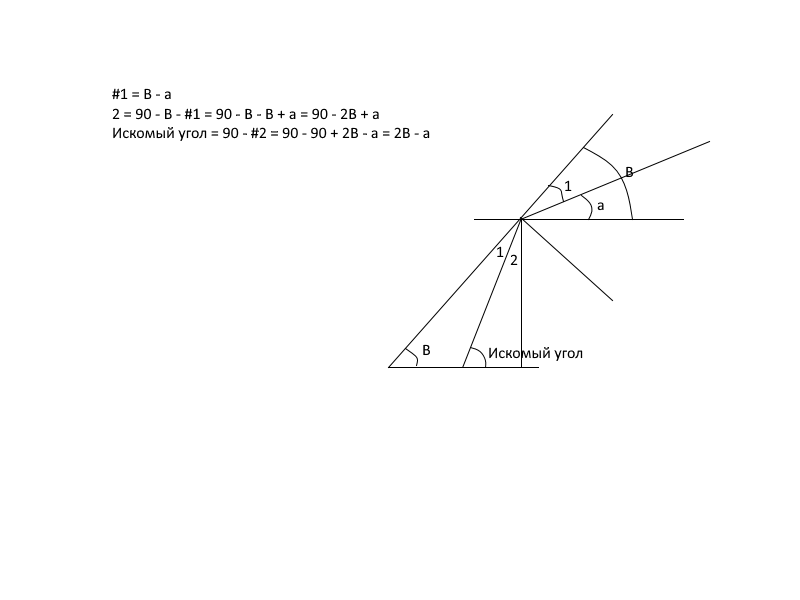 #1 = B - a
2 = 90 - B - #1 = 90 - B - B + a = 90 - 2B + a
Искомый угол = 90 - #2 = 90 - 90 + 2B - a = 2B - a
B
1
a
1
2
B
Искомый угол